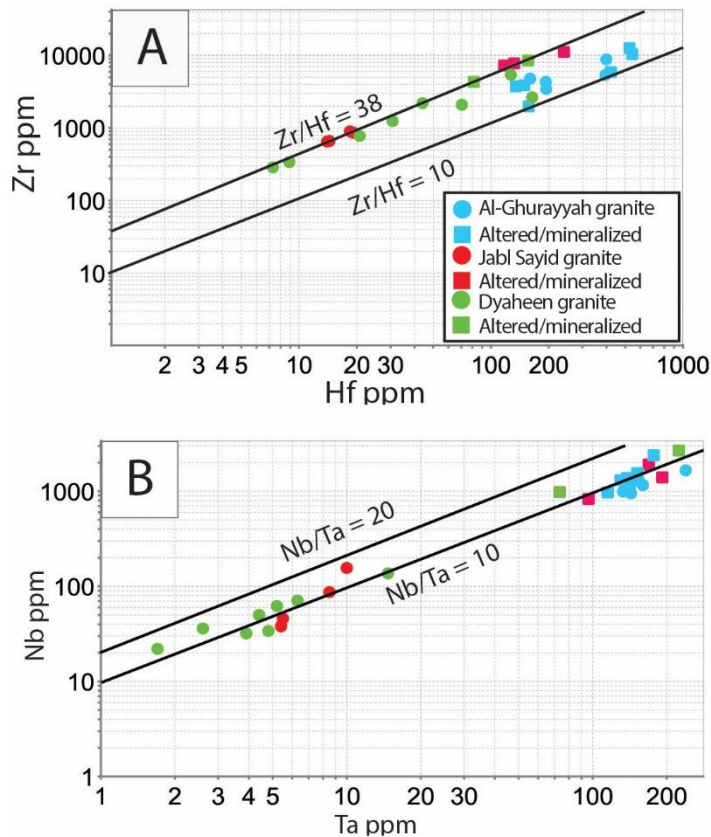 A
Zr ppm
10000
1000
100
10
Zr/Hf = 38
Zr/Hf = 10
Al-Ghurayyah granite
Altered/mineralized
Jabl Sayid granite
Altered/mineralized
Dyaheen granite
Altered/mineralized
2 3 4 5 10 20 30 100 200 1000
Hf ppm
B
Nb ppm
1000
100
10
1
Nb/Ta = 20
Nb/Ta = 10
1 2 3 4 5 10 20 30 100 200
Ta ppm